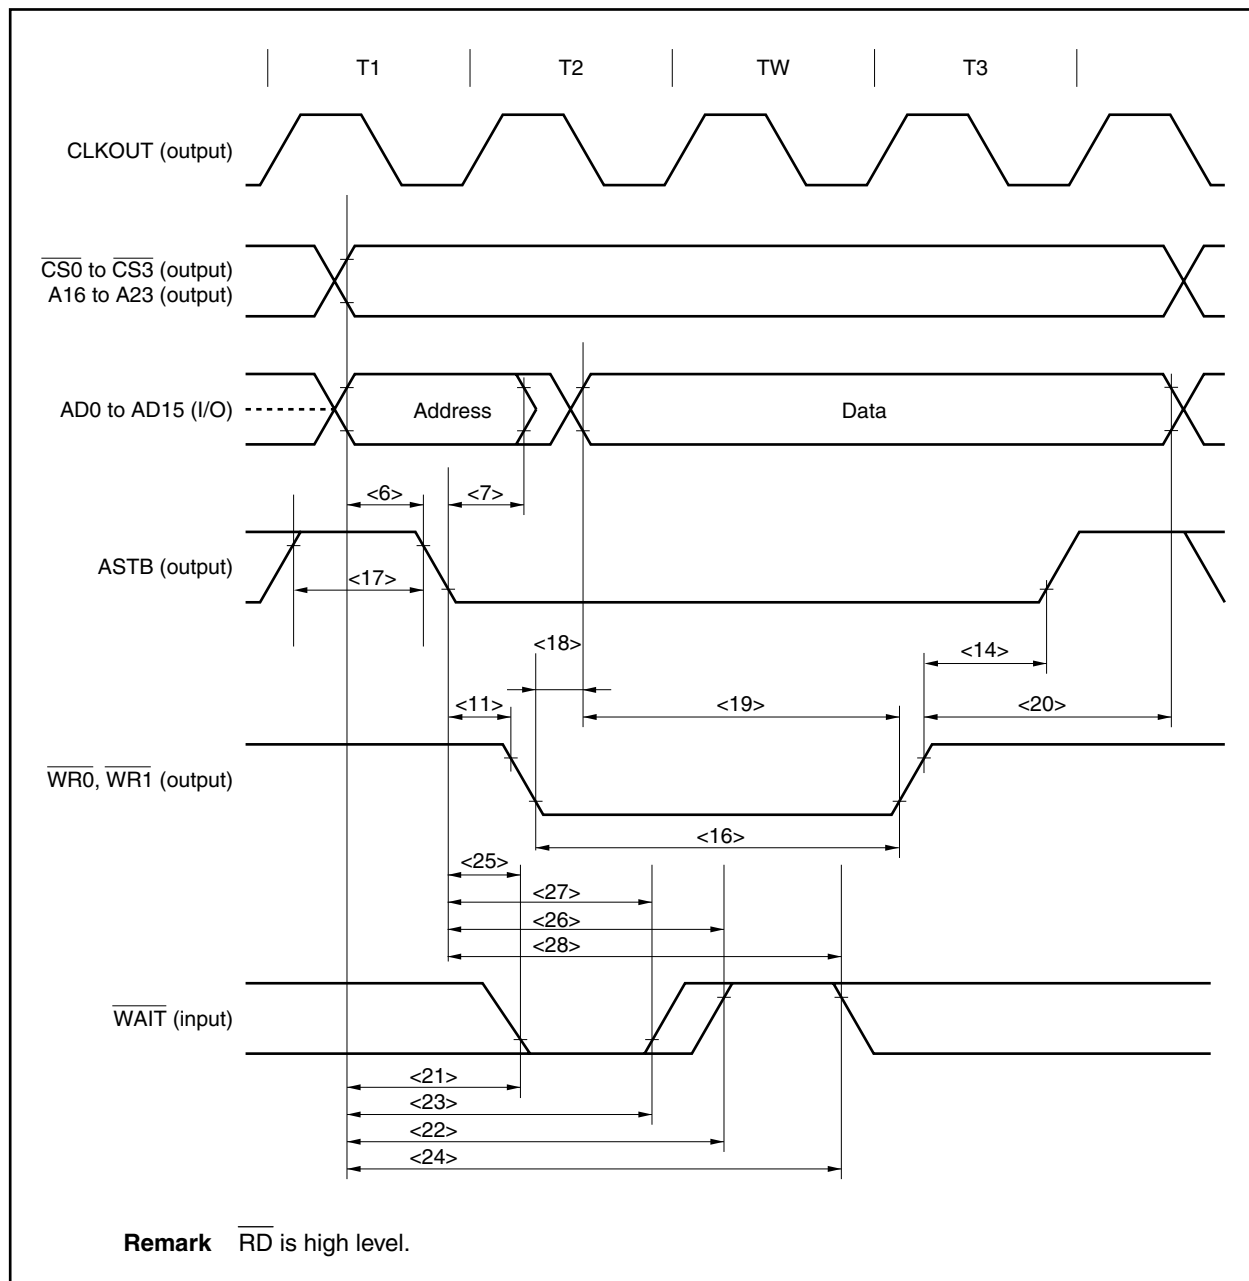 T1 T2 TW T3
CLKOUT (output)
CS0 to CS3 (output)
A16 to A23 (output)
AD0 to AD15 (I/O)
Address
Data
<6>
<7>
ASTB (output)
<17>
<18>
<14>
<11>
<19>
<20>
WR0, WR1 (output)
<16>
<25>
<27>
<26>
<28>
WAIT (input)
<21>
<23>
<22>
<24>
Remark RD is high level.